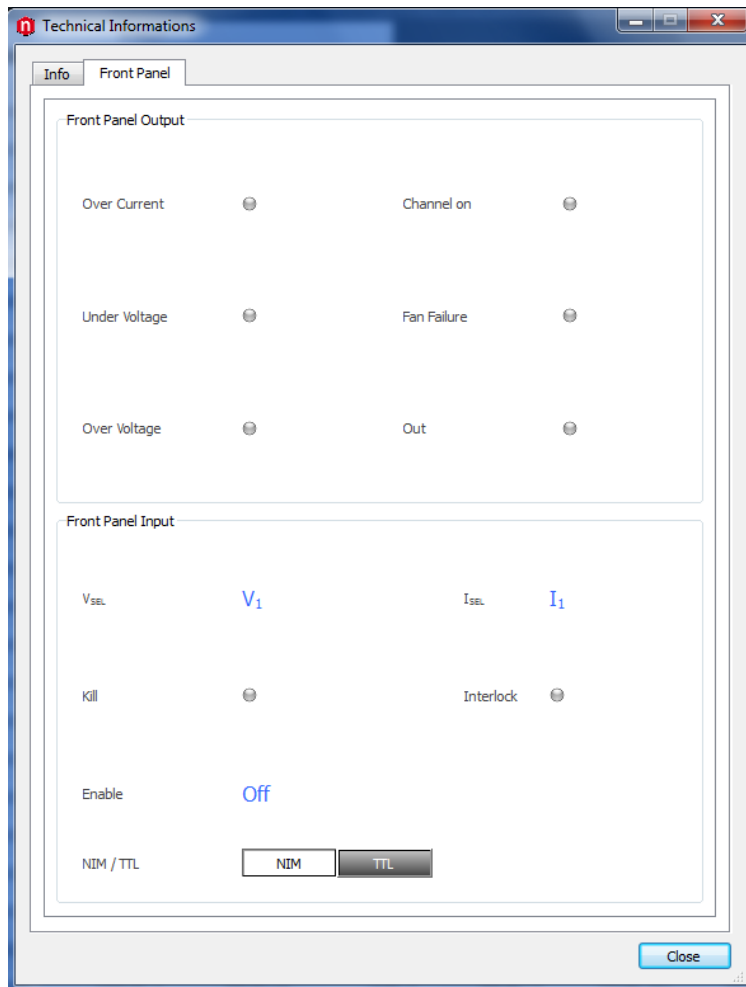 Technical Informations
Info Front Panel
Front Panel Output
Over Current Channel on
Under Voltage Fan Failure
Over Voltage Out
Front Panel Input
VSEL V1 ISEL I1
Kill Interlock
Enable Off
NIM / TTL NIM TTL
Close